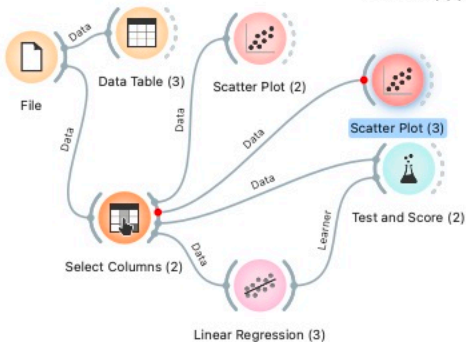 Data
File
Data Table (3)
Scatter Plot (2)
Data
Data
Data
Scatter Plot (3)
Data
Learner
Test and Score (2)
Select Columns (2)
Data
Linear Regression (3)